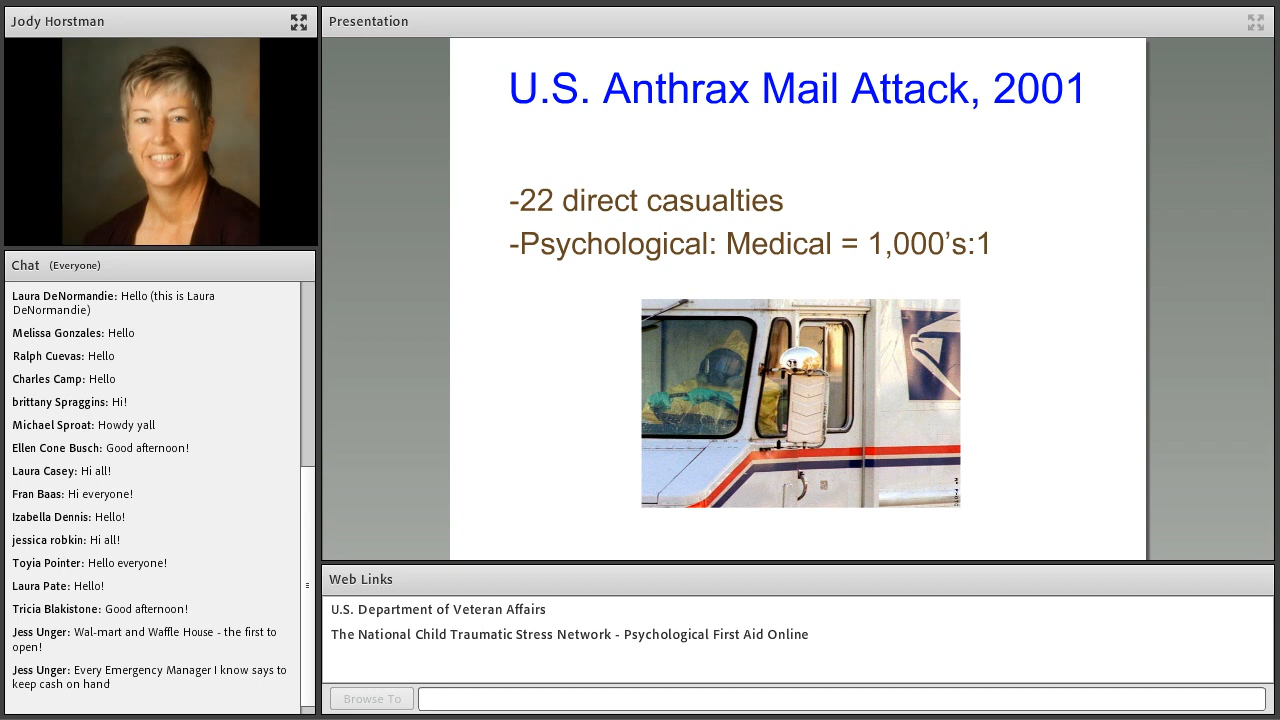 Jody Horstman
Presentation
U.S. Anthrax Mail Attack, 2001
-22 direct casualties
-Psychological: Medical = 1,000’s:1
Chat (Everyone)
Laura DeNormandie: Hello (this is Laura
DeNormandie)
Melissa Gonzales: Hello
Ralph Cuevas: Hello
Charles Camp: Hello
brittany Spraggins: Hi!
Michael Sproat: Howdy yall
Ellen Cone Busch: Good afternoon!
Laura Casey: Hi all!
Fran Baas: Hi everyone!
Izabella Dennis: Hello!
jessica robkin: Hi all!
Toyia Pointer: Hello everyone!
Laura Pate: Hello!
Tricia Blakistone: Good afternoon!
Jess Unger: Wal-mart and Waffle House - the first to
open!
Jess Unger: Every Emergency Manager I know says to
keep cash on hand
Web Links
U.S. Department of Veteran Affairs
The National Child Traumatic Stress Network - Psychological First Aid Online
Browse To